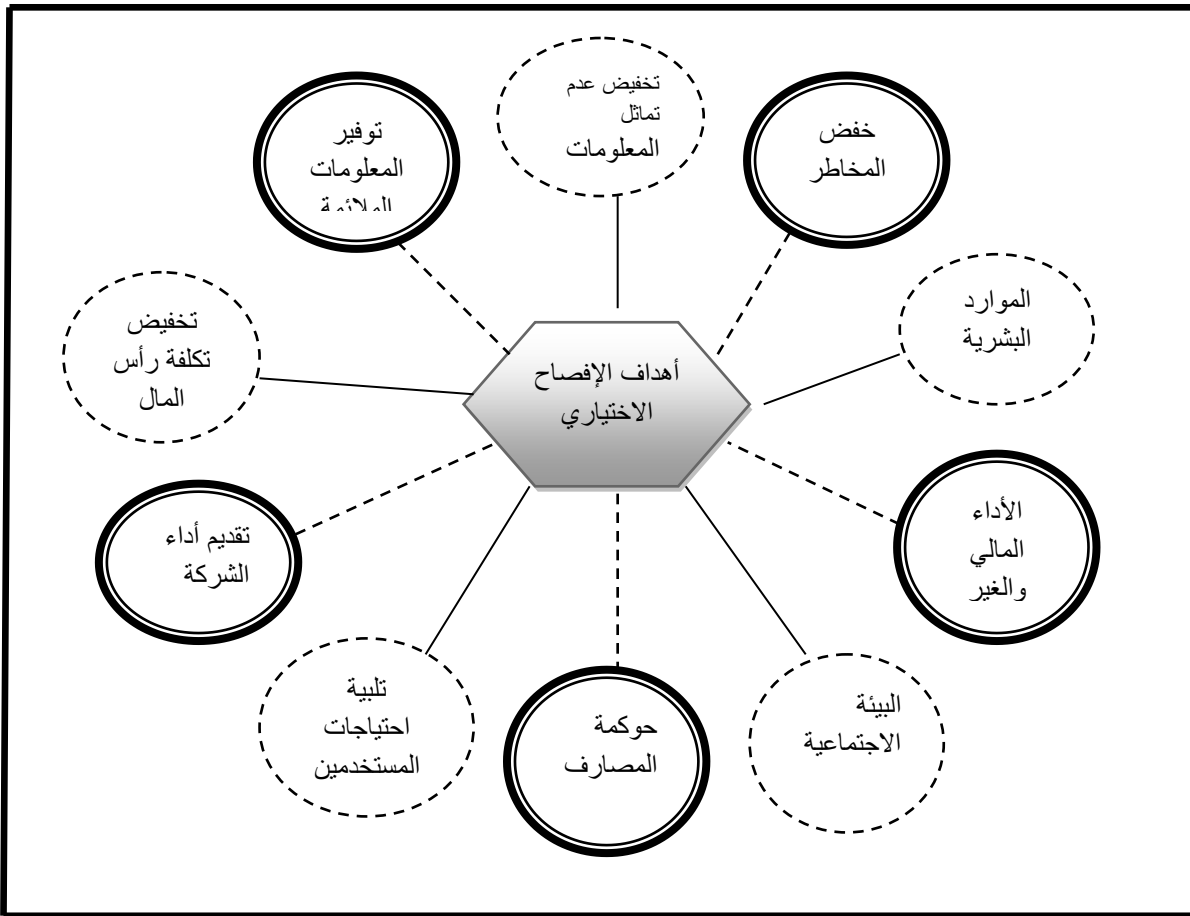 تخفيض عدم
تماثل
المعلومات
خفض
المخاطر
توفير
المعلومات
الملائمة
الموارد
البشرية
تخفيض
تكلفة رأس
المال
أهداف الإفصاح
الاختياري
الأداء
المالي
والغير
تقديم أداء
الشركة
البيئة
الاجتماعية
تلبية
احتياجات
المستخدمين
حوكمة
المصارف